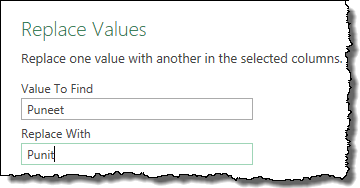 Replace Values
Replace one value with another in the selected columns.
Value To Find
Puneet
Replace With
Punit